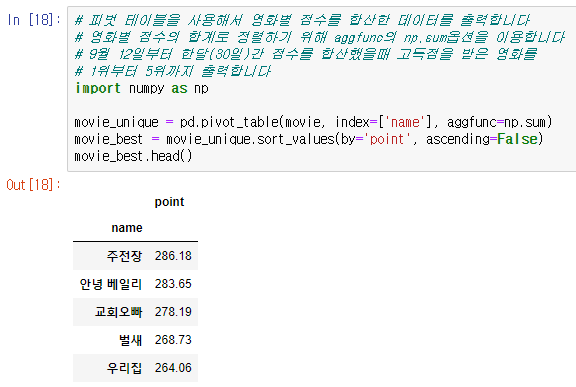 In [18]:
# 피벗 테이블을 사용해서 영화별 점수를 합산한 데이터를 출력합니다
# 영화별 점수의 합계로 정렬하기 위해 aggfunc의 np.sum옵션을 이용합니다
# 9월 12일부터 한달(30일)간 점수를 합산했을때 고득점을 받은 영화를
# 1위부터 5위까지 출력합니다
import numpy as np
movie_unique = pd.pivot_table(movie, index=['name'], aggfunc=np.sum)
movie_best = movie_unique.sort_values(by='point', ascending=False)
movie_best.head()
Out[18]:
point
name
주전장 286.18
안녕 베일리 283.65
교회오빠 278.19
벌새 268.73
우리집 264.06